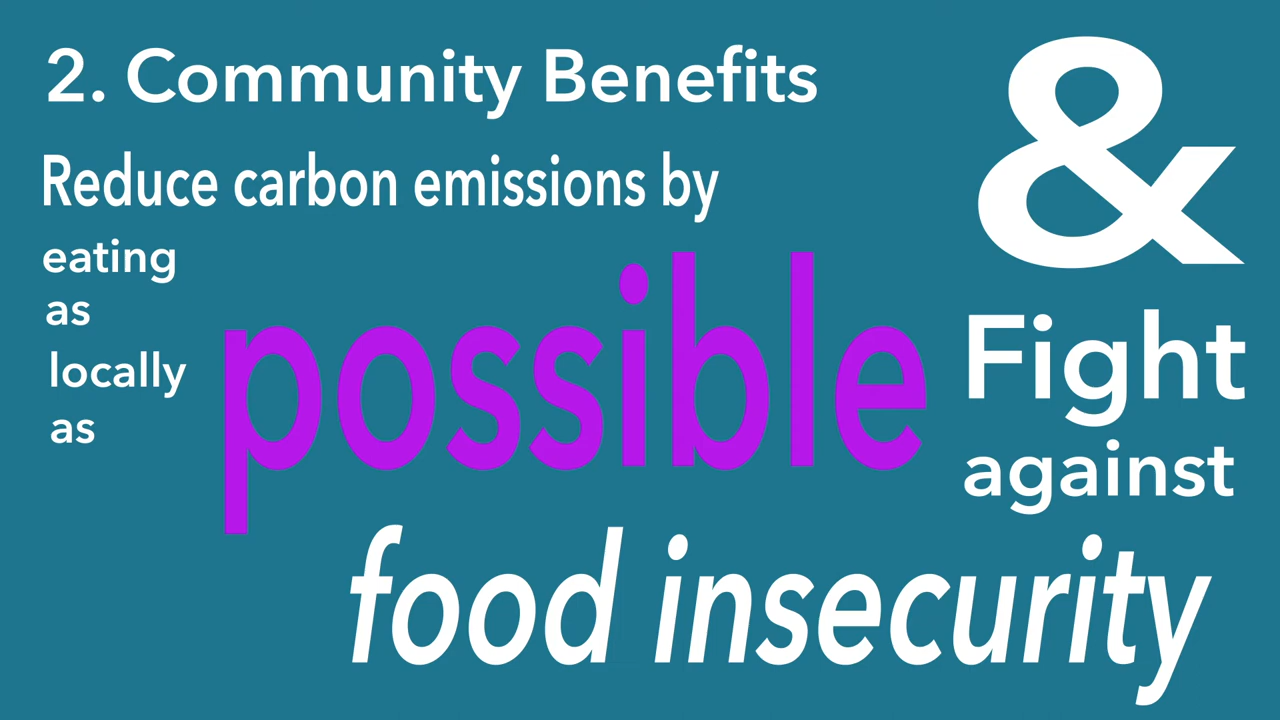 2. Community Benefits
Reduce carbon emissions by
eating
as
locally
as
possible
&
Fight
against
food insecurity